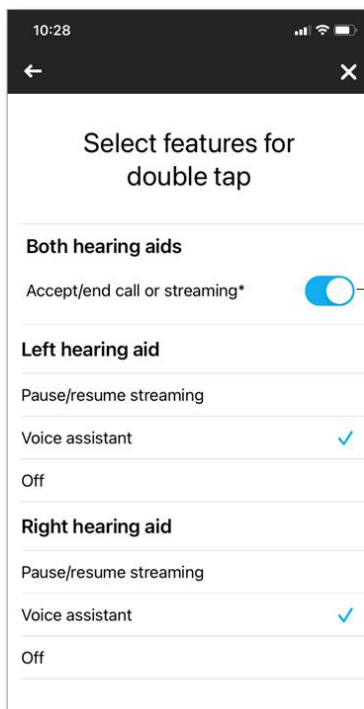 10:28
Select features for
double tap
Both hearing aids
Accept/end call or streaming*
Left hearing aid
Pause/resume streaming
Voice assistant
Off
Right hearing aid
Pause/resume streaming
Voice assistant
Off